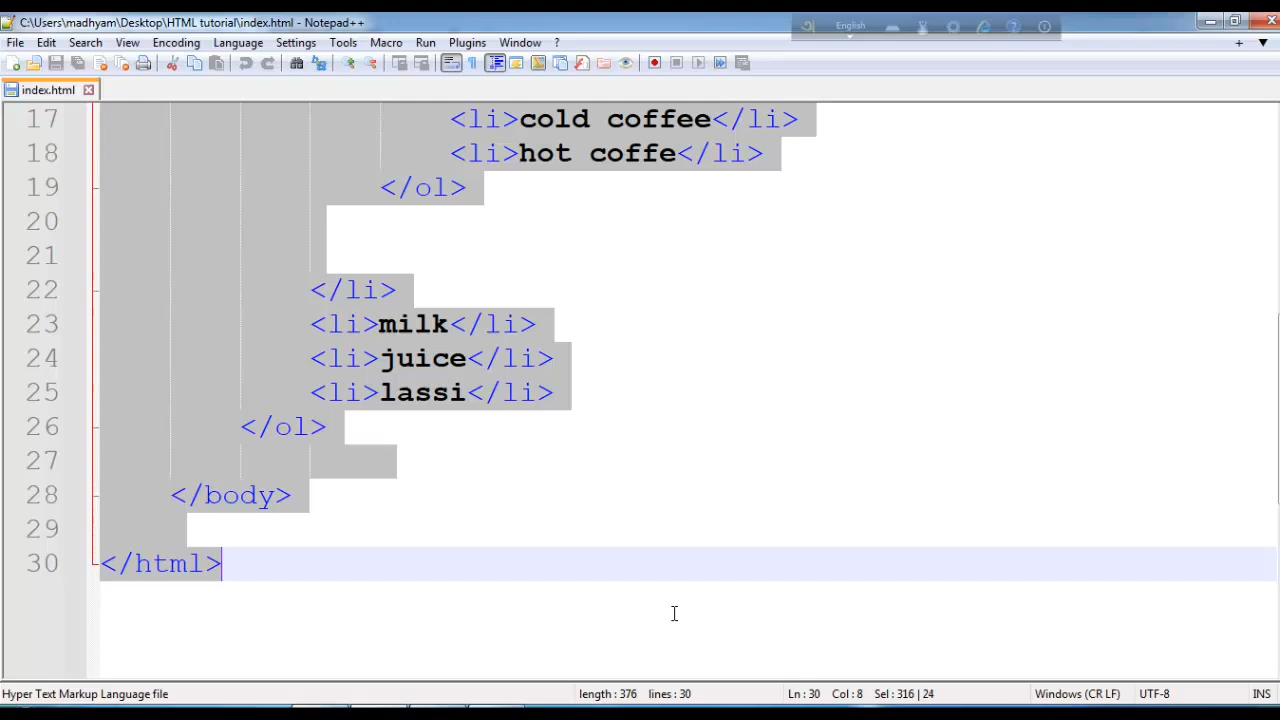 C:\Users\madhyam\Desktop\HTML tutorial\index.html - Notepad++
English
File Edit Search View Encoding Language Settings Tools Macro Run Plugins Window ?
index.html
17 <li>cold coffee</li>
18 <li>hot coffe</li>
19 </ol>
20
21
22 </li>
23 <li>milk</li>
24 <li>juice</li>
25 <li>lassi</li>
26 </ol>
27
28 </body>
29
30 </html>
Hyper Text Markup Language file length : 376 lines : 30 Ln : 30 Col : 8 Sel : 316 | 24 Windows (CR LF) UTF-8 INS